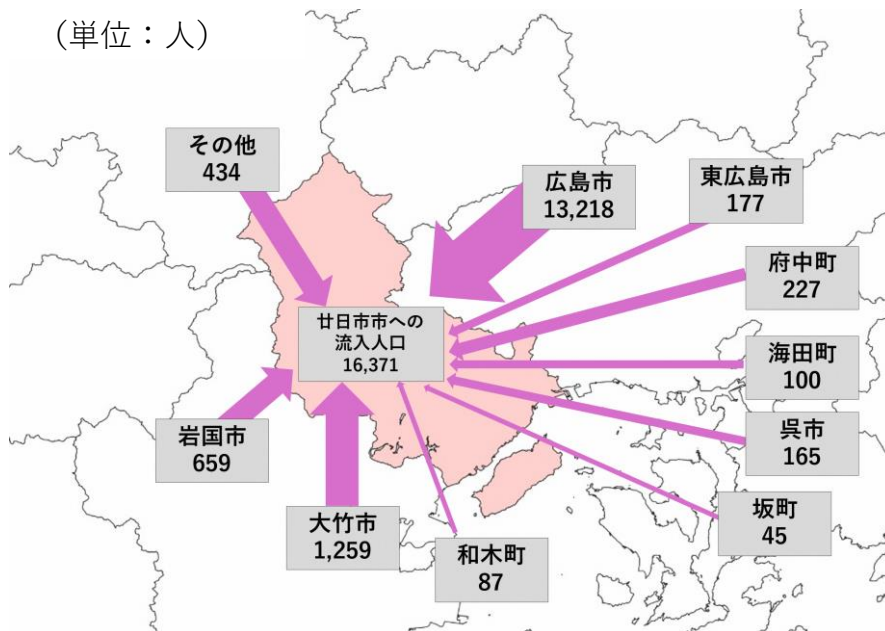 （単位：人）
その他
434
広島市
13,218
東広島市
177
府中町
227
廿日市市への
流入人口
16,371
海田町
100
岩国市
659
呉市
165
大竹市
1,259
坂町
45
和木町
87